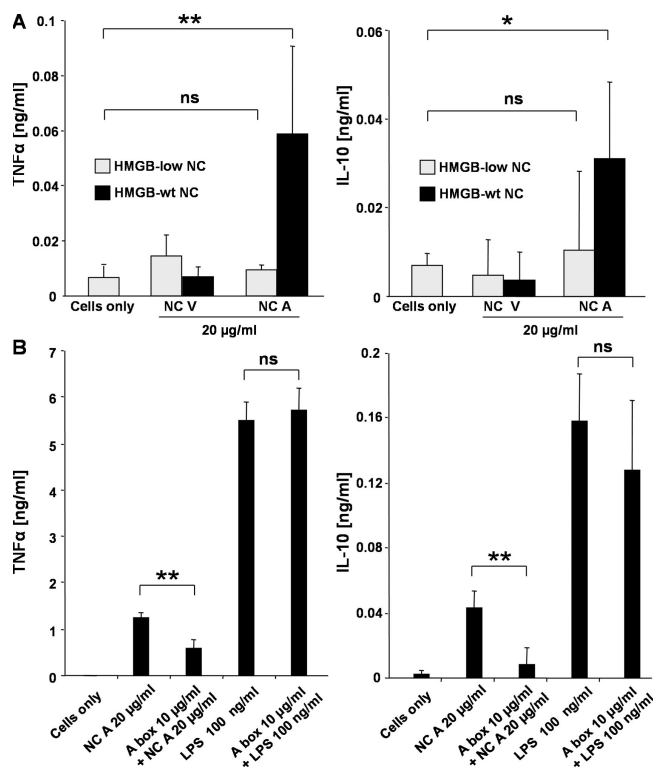 A
TNFα [ng/ml]
0.1
0.08
0.06
0.04
0.02
0
**
ns
HMGB-low NC
HMGB-wt NC
Cells only
NC V
NC A
20 µg/ml
IL-10 [ng/ml]
0.06
0.04
0.02
0
*
ns
HMGB-low NC
HMGB-wt NC
Cells only
NC V
NC A
20 µg/ml
B
TNFα [ng/ml]
7
6
5
4
3
2
1
0
**
ns
Cells only
NC A 20 µg/ml
A box 10 µg/ml
+ NC A 20 µg/ml
LPS 100 ng/ml
A box 10 µg/ml
+ LPS 100 ng/ml
IL-10 [ng/ml]
0.2
0.16
0.12
0.08
0.04
0
**
ns
Cells only
NC A 20 µg/ml
A box 10 µg/ml
+ NC A 20 µg/ml
LPS 100 ng/ml
A box 10 µg/ml
+ LPS 100 ng/ml